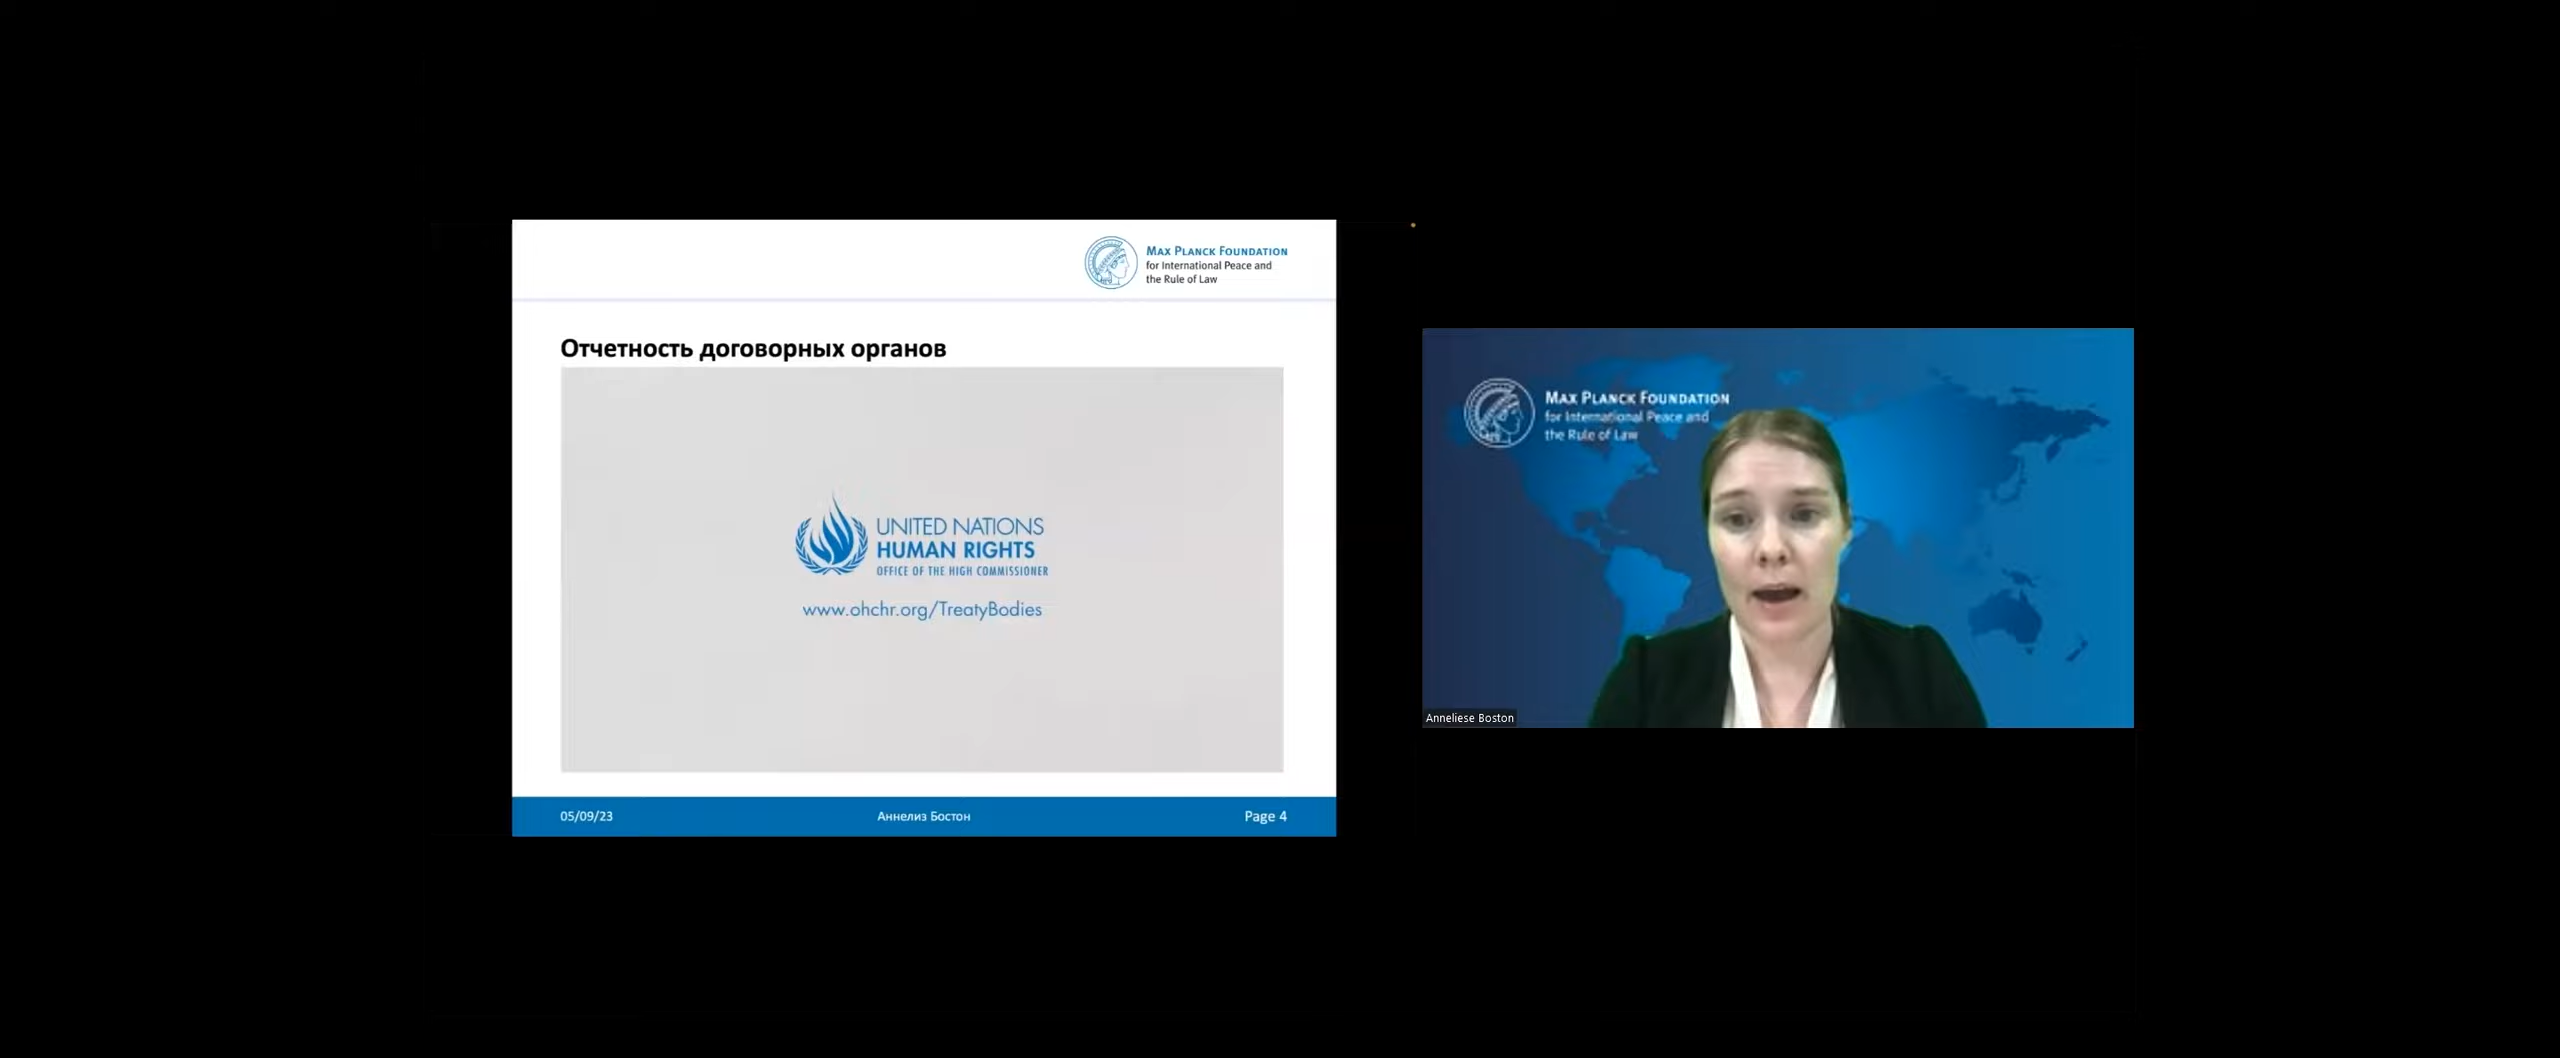 MAX PLANCK FOUNDATION
for International Peace and
the Rule of Law
Отчетность договорных органов
UNITED NATIONS
HUMAN RIGHTS
OFFICE OF THE HIGH COMMISSIONER
www.ohchr.org/TreatyBodies
05/09/23
Аннелиз Бостон
Page 4
MAX PLANCK FOUNDATION
for International Peace and
the Rule of Law
Anneliese Boston